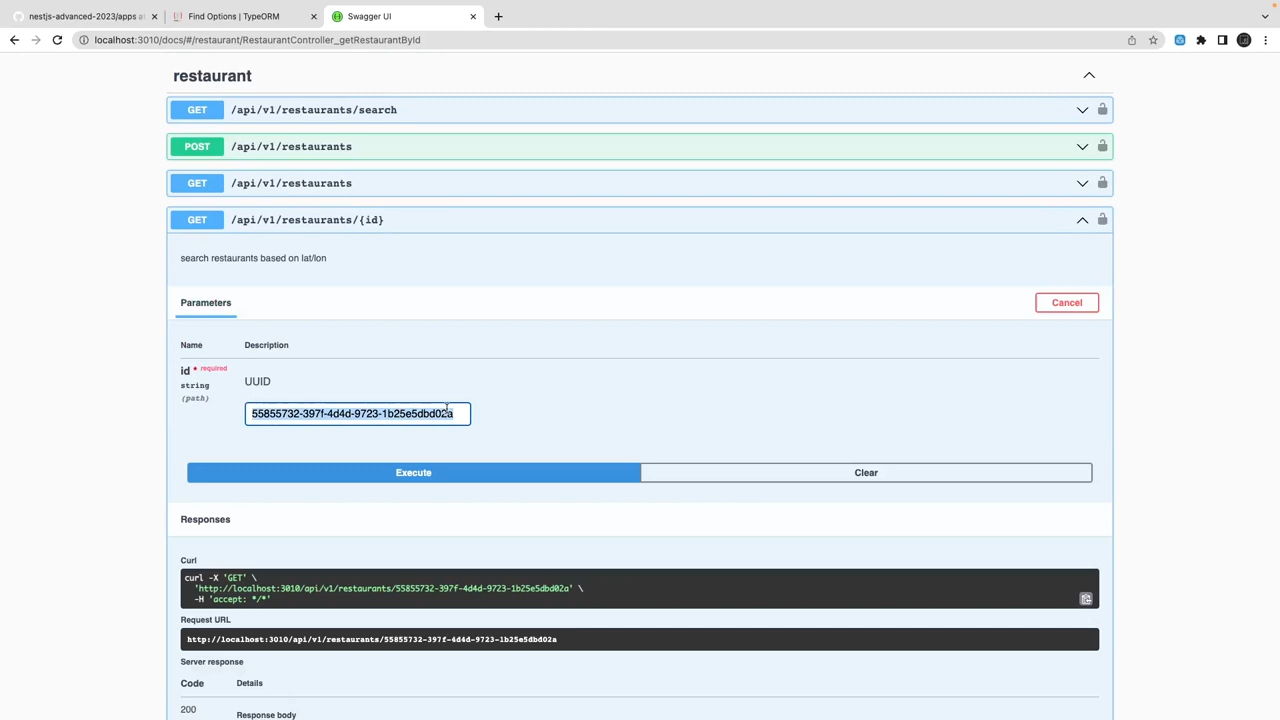 nestjs-advanced-2023/apps at
Find Options | TypeORM
Swagger UI
localhost:3010/docs/#/restaurant/RestaurantController_getRestaurantById
restaurant
GET /api/v1/restaurants/search
POST /api/v1/restaurants
GET /api/v1/restaurants
GET /api/v1/restaurants/{id}
search restaurants based on lat/lon
Parameters
Cancel
Name Description
id * required
string
(path)
UUID
55855732-397f-4d4d-9723-1b25e5dbd02a
Execute Clear
Responses
Curl
curl -X 'GET' \
'http://localhost:3010/api/v1/restaurants/55855732-397f-4d4d-9723-1b25e5dbd02a' \
-H 'accept: */*'
Request URL
http://localhost:3010/api/v1/restaurants/55855732-397f-4d4d-9723-1b25e5dbd02a
Server response
Code Details
200
Response body